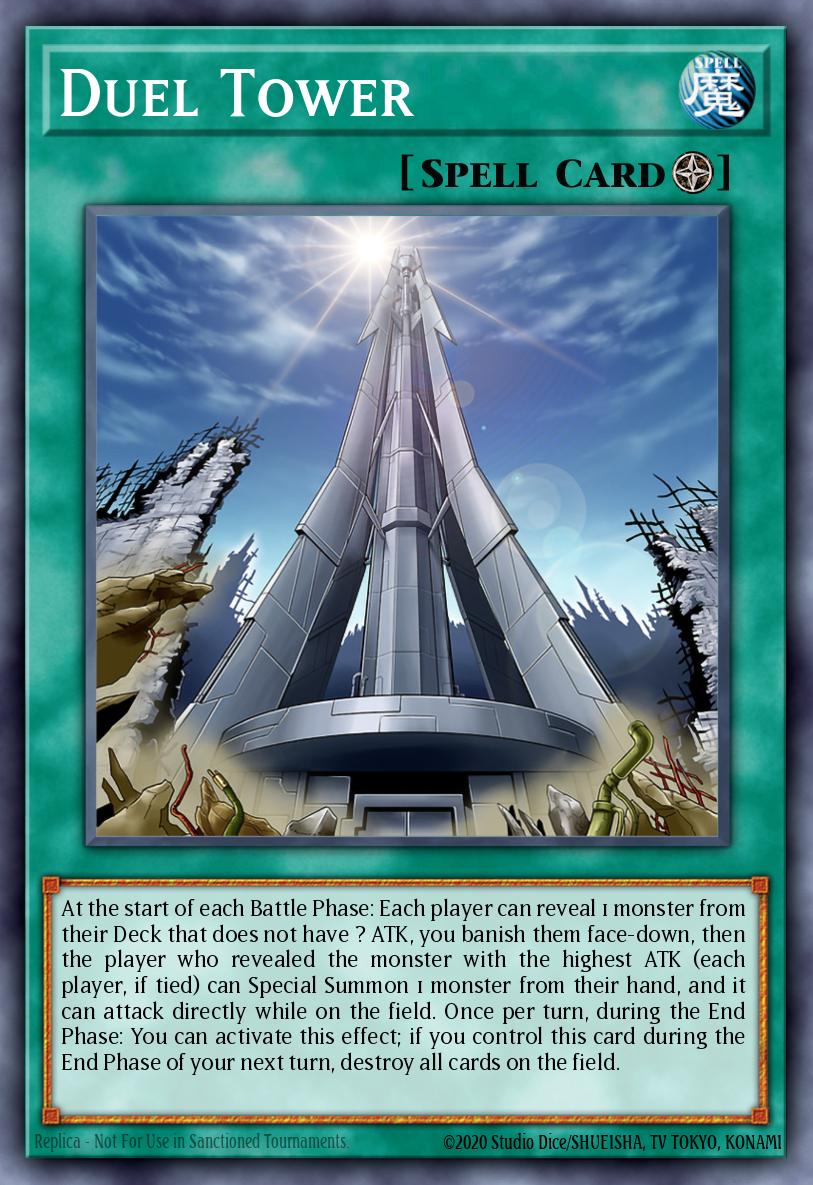 DUEL TOWER
SPELL
魔
[SPELL CARD]
At the start of each Battle Phase: Each player can reveal 1 monster from
their Deck that does not have ? ATK, you banish them face-down, then
the player who revealed the monster with the highest ATK (each
player, if tied) can Special Summon 1 monster from their hand, and it
can attack directly while on the field. Once per turn, during the End
Phase: You can activate this effect; if you control this card during the
End Phase of your next turn, destroy all cards on the field.
Replica - Not For Use in Sanctioned Tournaments.
©2020 Studio Dice/SHUEISHA, TV TOKYO, KONAMI